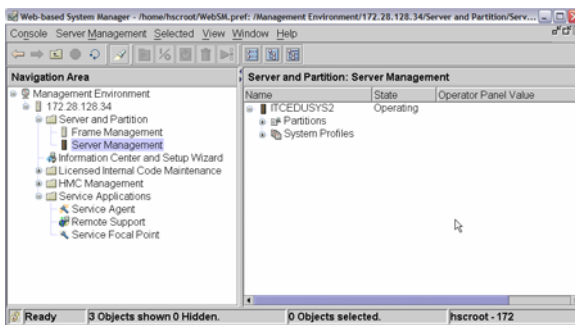 Web-based System Manager - /home/hscroot/WebSM.pref: /Management Environment/172.28.128.34/Server and Partition/Serv...
Console Server Management Selected View Window Help
Navigation Area
Management Environment
172.28.128.34
Server and Partition
Frame Management
Server Management
Information Center and Setup Wizard
Licensed Internal Code Maintenance
HMC Management
Service Applications
Service Agent
Remote Support
Service Focal Point
Server and Partition: Server Management
Name State Operator Panel Value
ITCEDUSYS2 Operating
Partitions
System Profiles
Ready 3 Objects shown 0 Hidden. 0 Objects selected. hscroot - 172